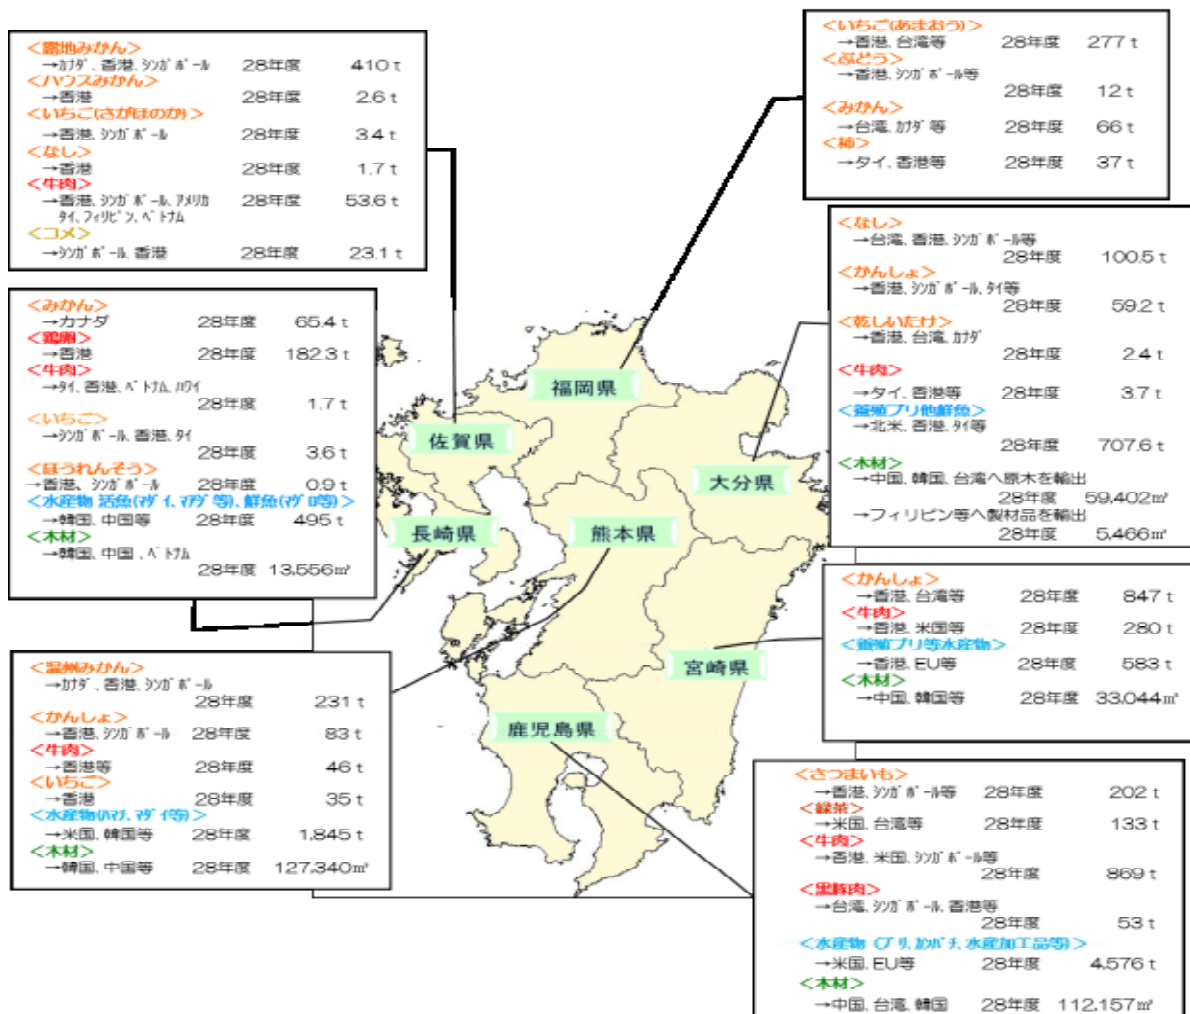 <露地みかん>
→カナダ、香港、シンガポール 28年度 410t
<ハウスみかん>
→香港 28年度 2.6t
<いちご(さがほのか)>
→香港、シンガポール 28年度 3.4t
<なし>
→香港 28年度 1.7t
<牛肉>
→香港、シンガポール、アメリカ 28年度 53.6t
タイ、フィリピン、ベトナム
<コメ>
→シンガポール、香港 28年度 23.1t
<みかん>
→カナダ 28年度 65.4t
<鶏卵>
→香港 28年度 182.3t
<牛肉>
→タイ、香港、ベトナム、ハワイ
28年度 1.7t
<いちご>
→シンガポール、香港、タイ
28年度 3.6t
<ほうれんそう>
→香港、シンガポール 28年度 0.9t
<水産物 活魚(マダイ、マアジ等)、鮮魚(マグロ等)>
→韓国、中国等 28年度 495t
<木材>
→韓国、中国、ベトナム
28年度 13,556㎥
<温州みかん>
→カナダ、香港、シンガポール
28年度 231t
<かんしょ>
→香港、シンガポール 28年度 83t
<牛肉>
→香港等 28年度 46t
<いちご>
→香港 28年度 35t
<水産物(ハマチ、マダイ等)>
→米国、韓国等 28年度 1,845t
<木材>
→韓国、中国等 28年度 127,340㎥
福岡県
佐賀県
大分県
長崎県
熊本県
宮崎県
鹿児島県
<いちご(あまおう)>
→香港、台湾等 28年度 277t
<ぶどう>
→香港、シンガポール等
28年度 12t
<みかん>
→台湾、カナダ等 28年度 66t
<柿>
→タイ、香港等 28年度 37t
<なし>
→台湾、香港、シンガポール等
28年度 100.5t
<かんしょ>
→香港、シンガポール、タイ等
28年度 59.2t
<乾しいたけ>
→香港、台湾、カナダ
28年度 2.4t
<牛肉>
→タイ、香港等 28年度 3.7t
<養殖ブリ他鮮魚>
→北米、香港、タイ等
28年度 707.6t
<木材>
→中国、韓国、台湾へ原木を輸出
28年度 59,402㎥
→フィリピン等へ製材品を輸出
28年度 5,466㎥
<かんしょ>
→香港、台湾等 28年度 847t
<牛肉>
→香港、米国等 28年度 280t
<養殖ブリ等水産物>
→香港、EU等 28年度 583t
<木材>
→中国、韓国等 28年度 33,044㎥
<さつまいも>
→香港、シンガポール等 28年度 202t
<緑茶>
→米国、台湾等 28年度 133t
<牛肉>
→香港、米国、シンガポール等
28年度 869t
<黒豚肉>
→台湾、シンガポール、香港等
28年度 53t
<水産物(ブリ、カンパチ、水産加工品等)>
→米国、EU等 28年度 4,576t
<木材>
→中国、台湾、韓国 28年度 112,157㎥